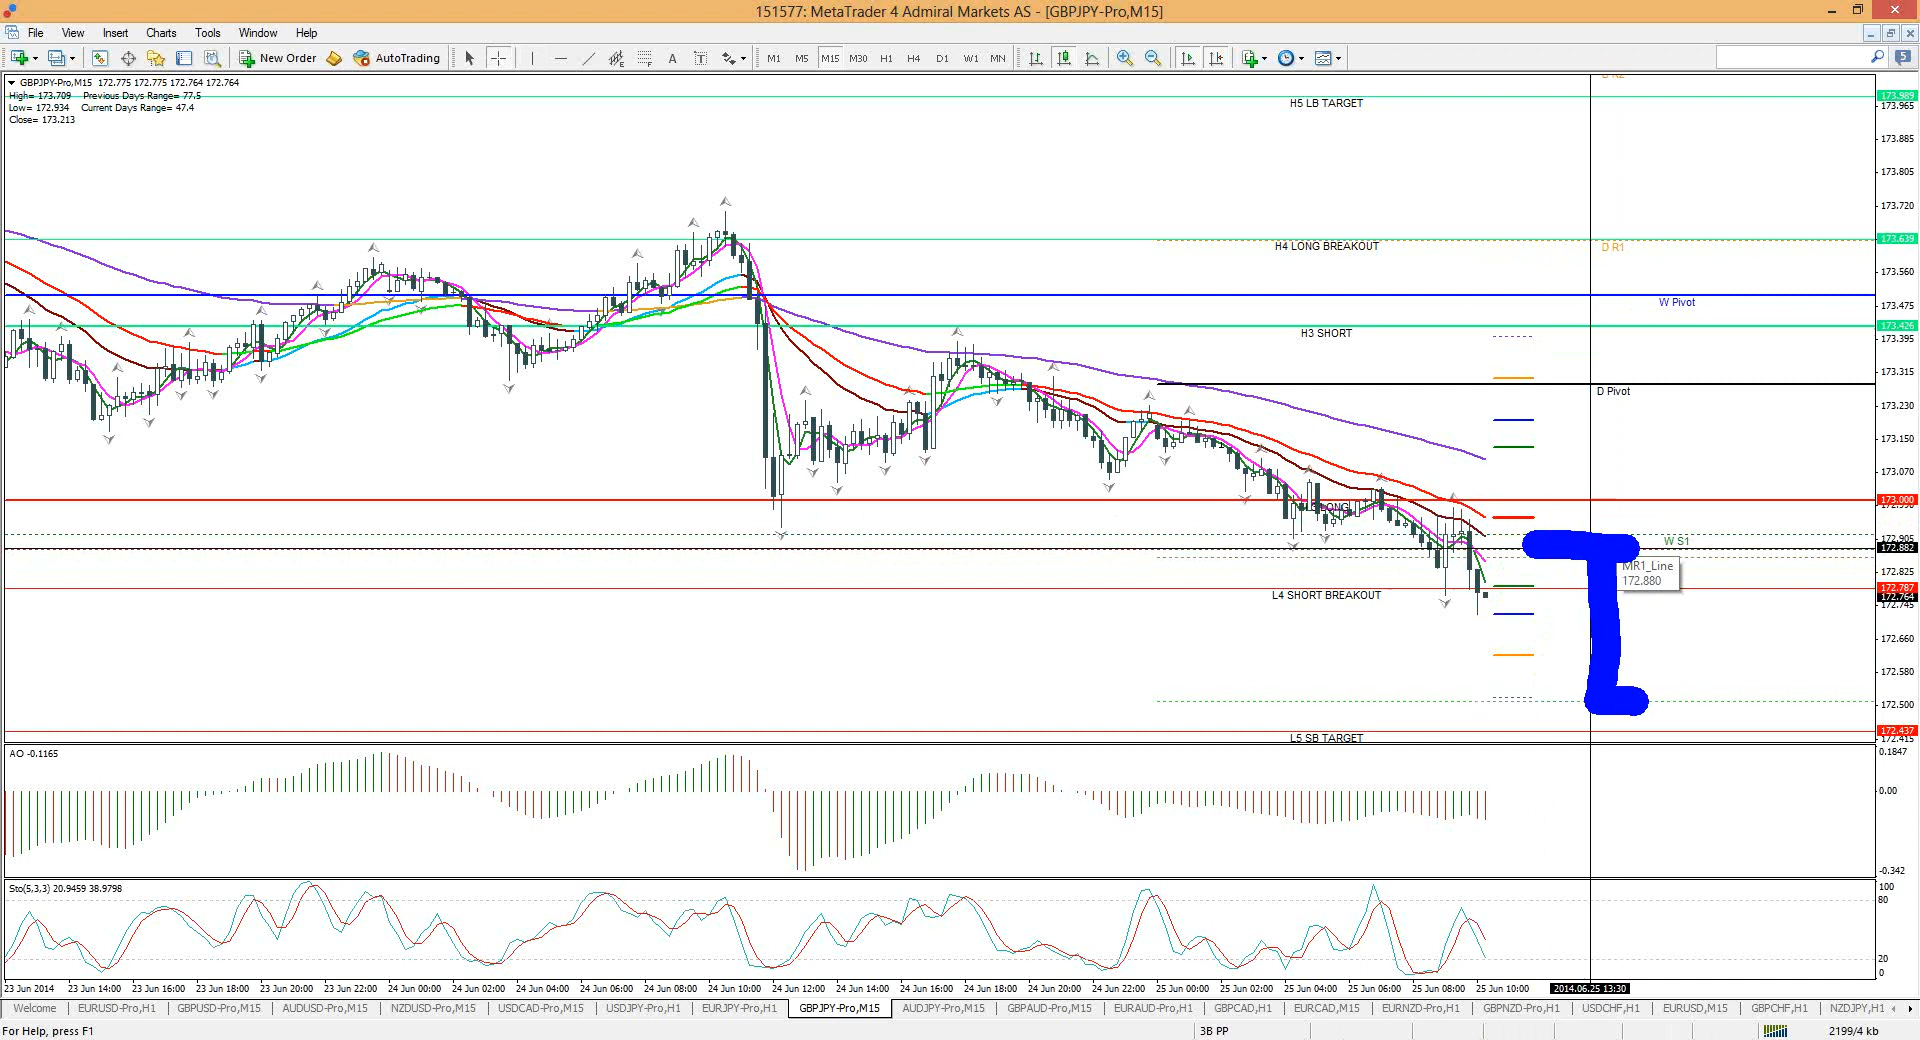 151577: MetaTrader 4 Admiral Markets AS - [GBPJPY-Pro,M15]
File View Insert Charts Tools Window Help
New Order AutoTrading A T M1 M5 M15 M30 H1 H4 D1 W1 MN
GBPJPY-Pro,M15 172.775 172.775 172.764 172.764
High= 173.709 Previous Days Range= 77.5
Low= 172.934 Current Days Range= 47.4
Close= 173.213
173.989
H5 LB TARGET
173.965
173.885
173.805
173.720
173.639
H4 LONG BREAKOUT D R1
173.560
W Pivot
173.475
173.426
H3 SHORT
173.395
173.315
D Pivot
173.230
173.150
173.070
173.000
LONG
W S1
172.905
172.882
MR1_Line
172.880
172.825
172.787
L4 SHORT BREAKOUT
172.764
172.745
172.660
172.580
172.500
172.437
L5 SB TARGET
172.415
AO -0.1165
0.1847
0.00
-0.342
Sto(5,3,3) 20.9459 38.9798
100
80
20
0
23 Jun 2014 23 Jun 14:00 23 Jun 16:00 23 Jun 18:00 23 Jun 20:00 23 Jun 22:00 24 Jun 00:00 24 Jun 02:00 24 Jun 04:00 24 Jun 06:00 24 Jun 08:00 24 Jun 10:00 24 Jun 12:00 24 Jun 14:00 24 Jun 16:00 24 Jun 18:00 24 Jun 20:00 24 Jun 22:00 25 Jun 00:00 25 Jun 02:00 25 Jun 04:00 25 Jun 06:00 25 Jun 08:00 25 Jun 10:00 2014.06.25 13:30
Welcome EURUSD-Pro,H1 GBPUSD-Pro,M15 AUDUSD-Pro,M15 NZDUSD-Pro,M15 USDCAD-Pro,M15 USDJPY-Pro,H1 EURJPY-Pro,H1 GBPJPY-Pro,M15 AUDJPY-Pro,M15 GBPAUD-Pro,M15 EURAUD-Pro,H1 GBPCAD,H1 EURCAD,M15 EURNZD-Pro,H1 GBPNZD-Pro,M15 USDCHF,H1 EURUSD,M15 GBPCHF,H1 NZDJPY,H1
For Help, press F1 3B PP 2199/4 kb